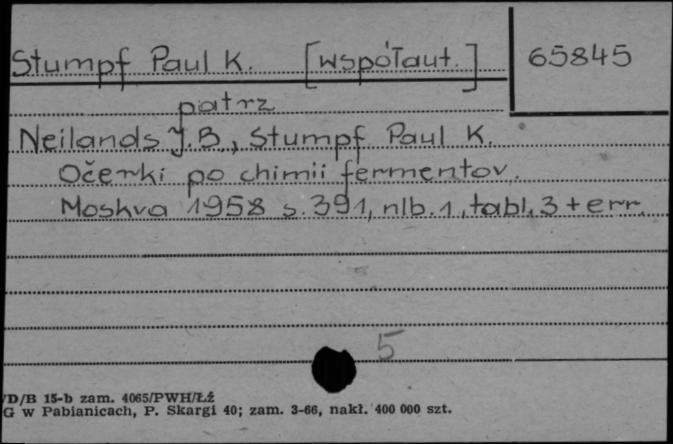 Stumpf Paul K. [współaut.] 65845
patrz
Neilands J.B., Stumpf Paul K.
Očerki po chimii fermentov.
Moskva 1958 s. 391, nlb. 1, tabl. 3 + err.
5
/D/B 15-b zam. 4065/PWH/Łź
G w Pabianicach, P. Skargi 40; zam. 3-66, nakł. 400 000 szt.